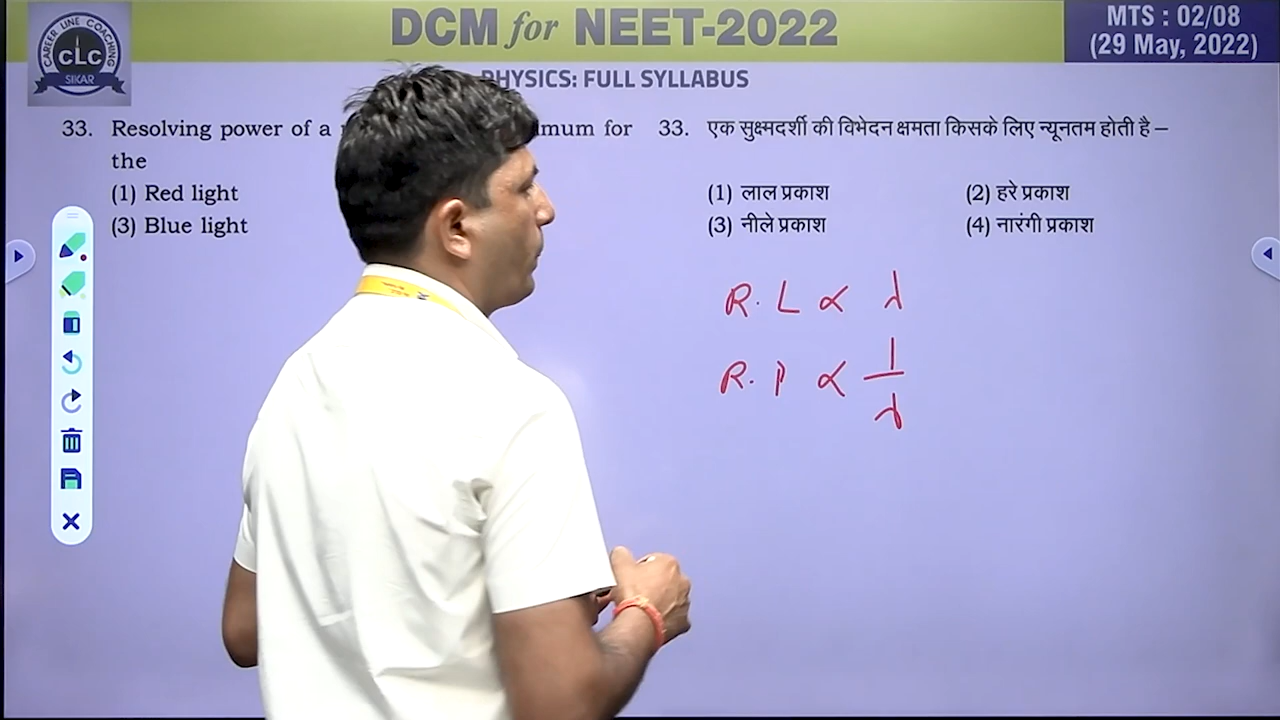 DCM for NEET-2022
MTS : 02/08
(29 May, 2022)
CAREER LINE COACHING
CLC
SIKAR
PHYSICS: FULL SYLLABUS
33. Resolving power of a
for
the
(1) Red light
(3) Blue light
33. एक सुक्ष्मदर्शी की विभेदन क्षमता किसके लिए न्यूनतम होती है –
(1) लाल प्रकाश (2) हरे प्रकाश
(3) नीले प्रकाश (4) नारंगी प्रकाश
R. L ∝ λ
R. P ∝ 1/λ